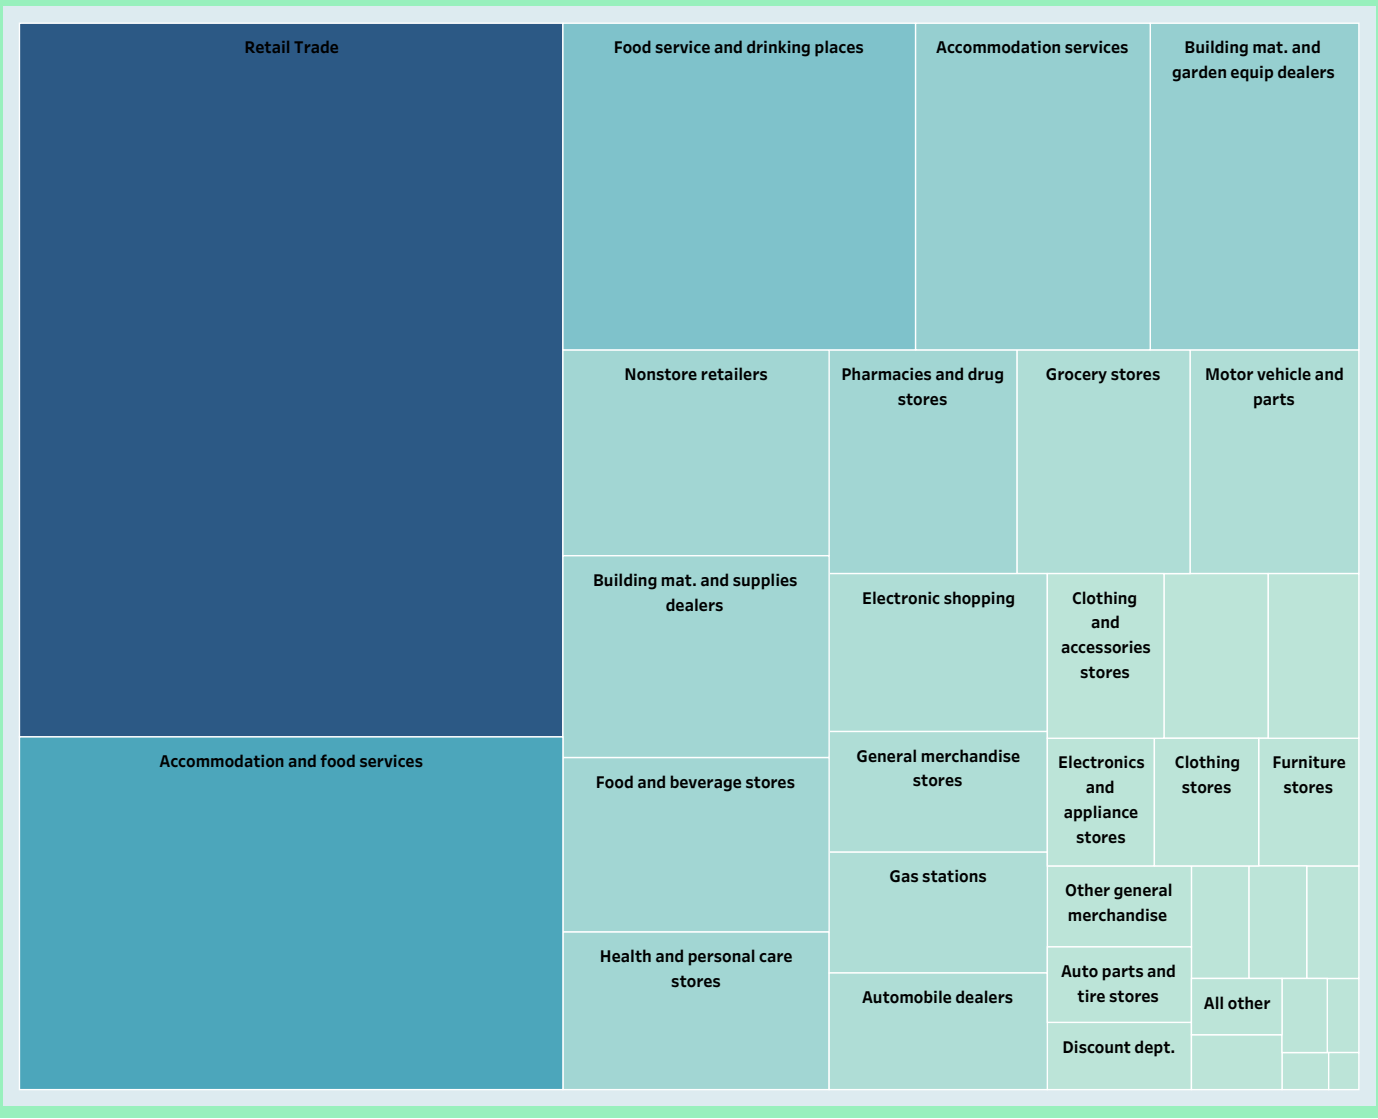 Retail Trade
Food service and drinking places
Accommodation services
Building mat. and
garden equip dealers
Nonstore retailers
Pharmacies and drug
stores
Grocery stores
Motor vehicle and
parts
Building mat. and supplies
dealers
Electronic shopping
Clothing
and
accessories
stores
Accommodation and food services
Food and beverage stores
General merchandise
stores
Electronics
and
appliance
stores
Clothing
stores
Furniture
stores
Gas stations
Other general
merchandise
Health and personal care
stores
Auto parts and
tire stores
Automobile dealers
All other
Discount dept.